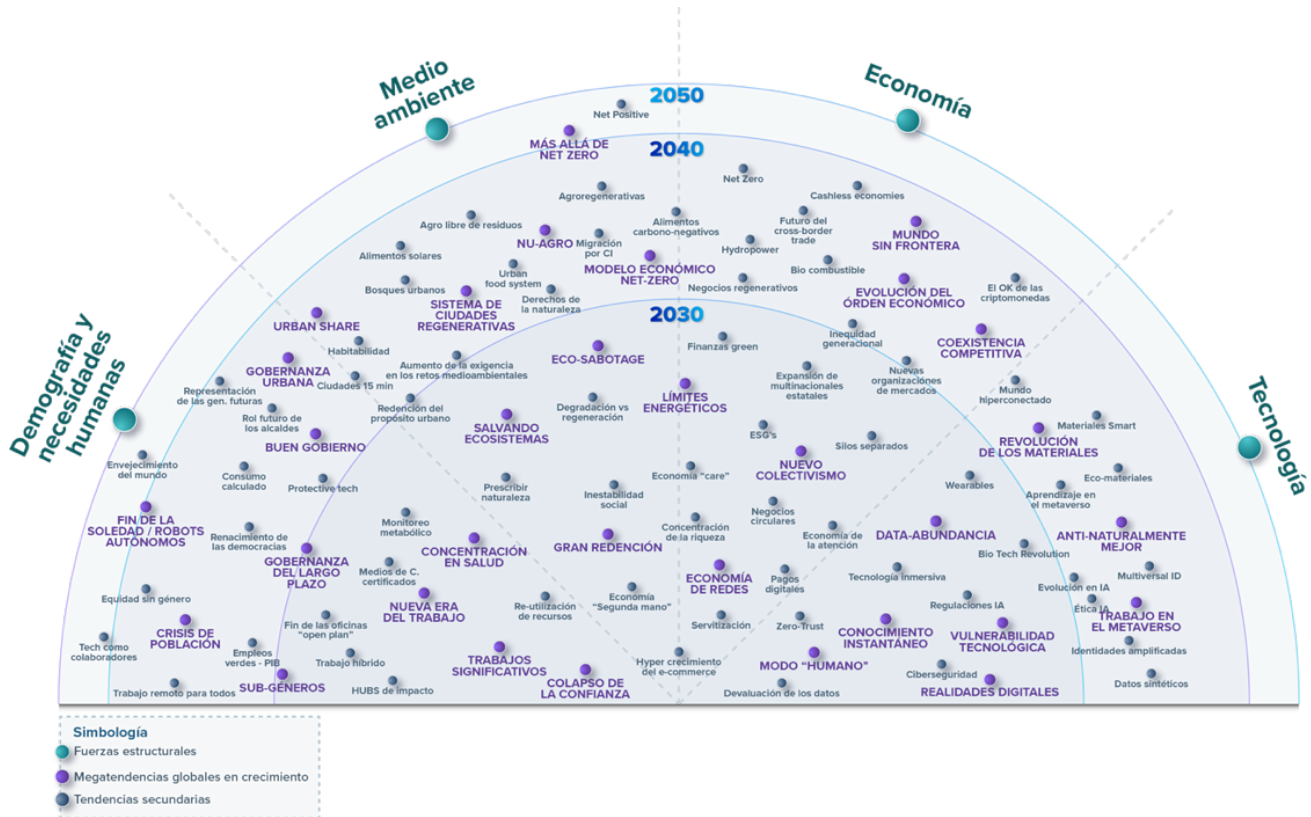 Medio
ambiente
Economía
Demografía y
necesidades
humanas
Tecnología
2050
Net Positive
MÁS ALLÁ DE
NET ZERO
2040
Net Zero
Agroregenerativas
Cashless economies
Agro libre de residuos
Alimentos
carbono-negativos
Futuro del
cross-border
trade
NU-AGRO
Migración
por CI
MUNDO
SIN FRONTERA
Alimentos solares
Hydropower
MODELO ECONÓMICO
NET-ZERO
Bio combustible
Urban
food system
Bosques urbanos
Negocios regenerativos
EVOLUCIÓN DEL
ÓRDEN ECONÓMICO
El OK de las
criptomonedas
SISTEMA DE
CIUDADES
REGENERATIVAS
Derechos de
la naturaleza
URBAN SHARE
2030
Habitabilidad
Finanzas green
Inequidad
generacional
COEXISTENCIA
COMPETITIVA
ECO-SABOTAGE
GOBERNANZA
URBANA
Aumento de la exigencia
en los retos medioambientales
Ciudades 15 min
Expansión de
multinacionales
estatales
Nuevas
organizaciónes
de mercados
Representación
de las gen. futuras
LÍMITES
ENERGÉTICOS
Mundo
hiperconectado
Rol futuro de
los alcaldes
Redención del
propósito urbano
Degradación vs
regeneración
SALVANDO
ECOSISTEMAS
ESG's
Materiales Smart
BUEN GOBIERNO
Silos separados
REVOLUCIÓN
DE LOS MATERIALES
Envejecimiento
del mundo
Consumo
calculado
Protective tech
Prescribir
naturaleza
Inestabilidad
social
Economía "care"
NUEVO
COLECTIVISMO
Wearables
Eco-materiales
Aprendizaje en
el metaverso
FIN DE LA
SOLEDAD / ROBOTS
AUTÓNOMOS
Renacimiento de
las democracias
Monitoreo
metabólico
Concentración
de la riqueza
Negocios
circulares
Economía de
la atención
DATA-ABUNDANCIA
ANTI-NATURALMENTE
MEJOR
GOBERNANZA
DEL LARGO
PLAZO
CONCENTRACIÓN
EN SALUD
GRAN REDENCIÓN
Bio Tech Revolution
Medios de C.
certificados
ECONOMÍA
DE REDES
Pagos
digitales
Tecnología Inmersiva
Evolución en IA
Multiversal ID
Equidad sin género
NUEVA ERA
DEL TRABAJO
Re-utilización
de recursos
Economía
"Segunda mano"
Regulaciones IA
Ética IA
TRABAJO EN
EL METAVERSO
CRISIS DE
POBLACIÓN
Fin de las oficinas
"open plan"
Servitización
Zero-Trust
CONOCIMIENTO
INSTANTÁNEO
VULNERABILIDAD
TECNOLÓGICA
Tech como
colaboradores
Empleos
verdes - PIB
Trabajo híbrido
TRABAJOS
SIGNIFICATIVOS
Hyper crecimiento
del e-commerce
MODO "HUMANO"
Identidades amplificadas
Ciberseguridad
Trabajo remoto para todos
SUB-GÉNEROS
HUBS de impacto
COLAPSO DE
LA CONFIANZA
Devaluación de los datos
REALIDADES DIGITALES
Datos sintéticos
Simbología
Fuerzas estructurales
Megatendencias globales en crecimiento
Tendencias secundarias